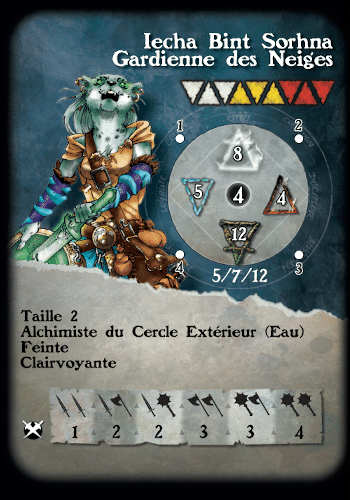 Iecha Bint Sorhna
Gardienne des Neiges
1
2
8
5
4
4
12
4
3
5/7/12
Taille 2
Alchimiste du Cercle Extérieur (Eau)
Feinte
Clairvoyante
1 2 2 3 3 4